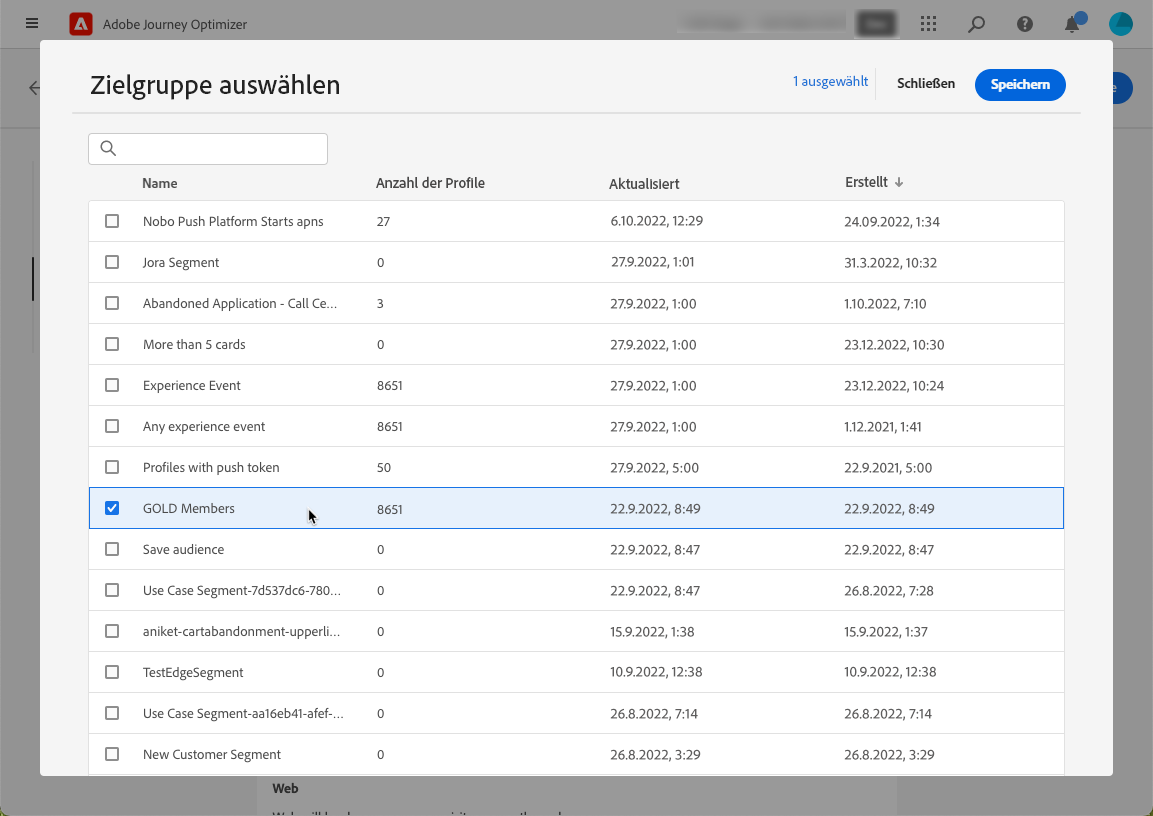 Adobe Journey Optimizer
Zielgruppe auswählen
1 ausgewählt
Schließen
Speichern
Name Anzahl der Profile Aktualisiert Erstellt
Nobo Push Platform Starts apns 27 6.10.2022, 12:29 24.09.2022, 1:34
Jora Segment 0 27.9.2022, 1:01 31.3.2022, 10:32
Abandoned Application - Call Ce... 3 27.9.2022, 1:00 1.10.2022, 7:10
More than 5 cards 0 27.9.2022, 1:00 23.12.2022, 10:30
Experience Event 8651 27.9.2022, 1:00 23.12.2022, 10:24
Any experience event 8651 27.9.2022, 1:00 1.12.2021, 1:41
Profiles with push token 50 27.9.2022, 5:00 22.9.2021, 5:00
GOLD Members 8651 22.9.2022, 8:49 22.9.2022, 8:49
Save audience 0 22.9.2022, 8:47 22.9.2022, 8:47
Use Case Segment-7d537dc6-780... 0 22.9.2022, 8:47 26.8.2022, 7:28
aniket-cartabandonment-upperli... 0 15.9.2022, 1:38 15.9.2022, 1:37
TestEdgeSegment 0 10.9.2022, 12:38 10.9.2022, 12:38
Use Case Segment-aa16eb41-afef-... 0 26.8.2022, 7:14 26.8.2022, 7:14
New Customer Segment 0 26.8.2022, 3:29 26.8.2022, 3:29
Web